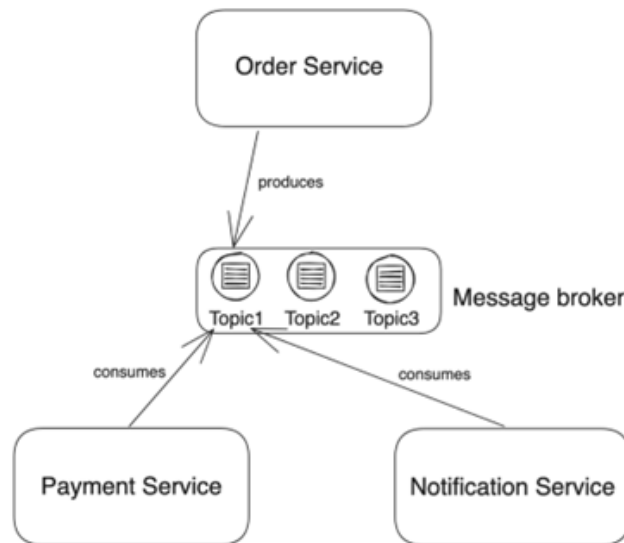 Order Service
produces
Topic1 Topic2 Topic3
Message broker
consumes
consumes
Payment Service
Notification Service